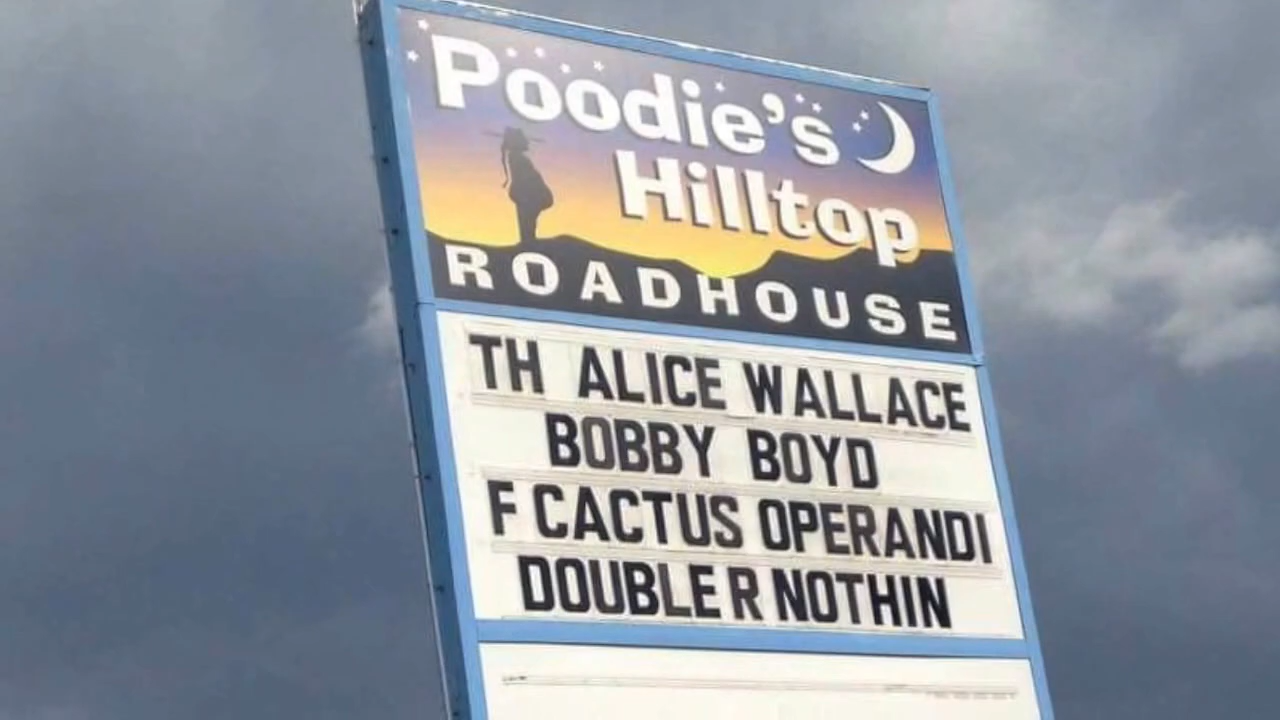 Poodie's
Hilltop
ROADHOUSE
TH ALICE WALLACE
BOBBY BOYD
F CACTUS OPERANDI
DOUBLE R NOTHIN